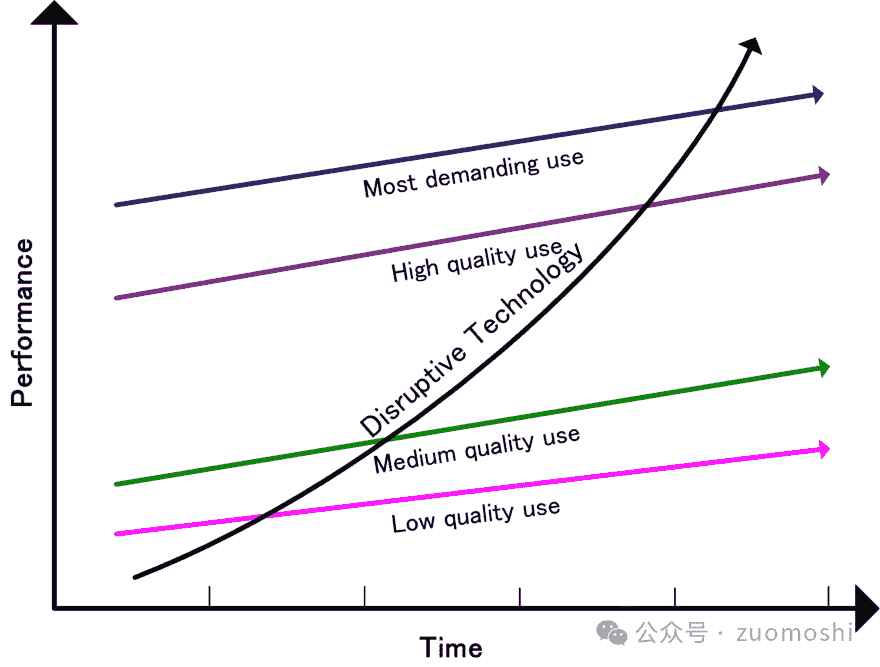 Most demanding use
High quality use
Disruptive Technology
Medium quality use
Low quality use
Performance
Time
公众号 · zuomoshi